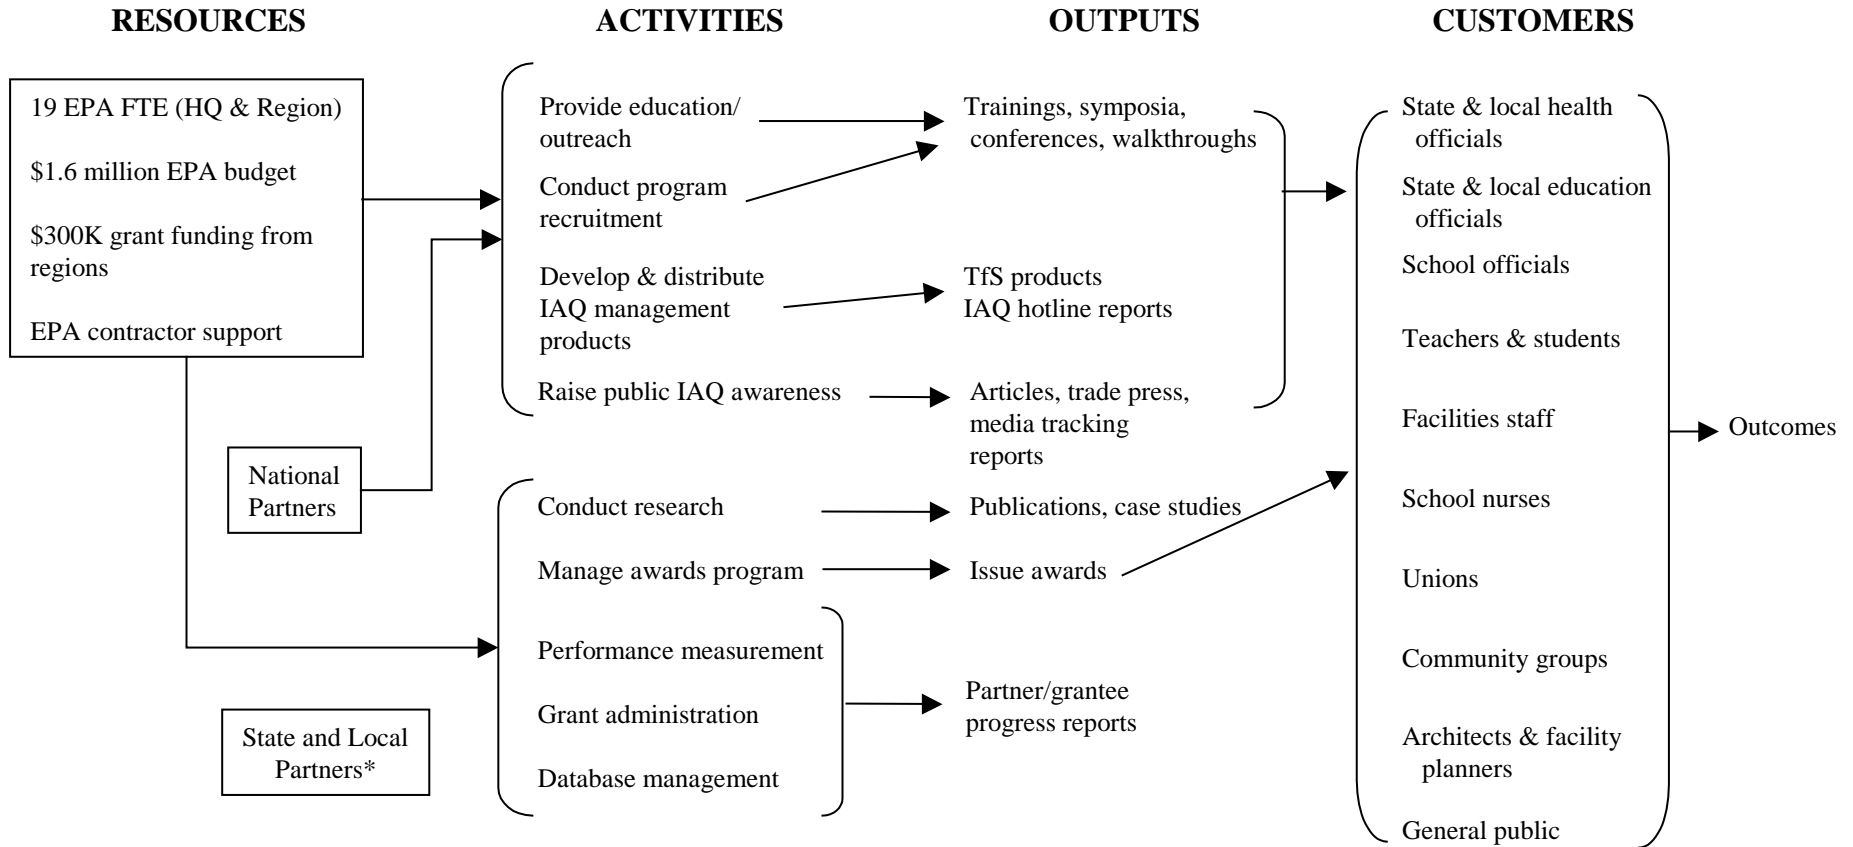 RESOURCES
ACTIVITIES
OUTPUTS
CUSTOMERS
19 EPA FTE (HQ & Region)
$1.6 million EPA budget
$300K grant funding from
regions
EPA contractor support
National
Partners
State and Local
Partners*
Provide education/
outreach
Conduct program
recruitment
Develop & distribute
IAQ management
products
Raise public IAQ awareness
Conduct research
Manage awards program
Performance measurement
Grant administration
Database management
Trainings, symposia,
conferences, walkthroughs
TfS products
IAQ hotline reports
Articles, trade press,
media tracking
reports
Publications, case studies
Issue awards
Partner/grantee
progress reports
State & local health
officials
State & local education
officials
School officials
Teachers & students
Facilities staff
School nurses
Unions
Community groups
Architects & facility
planners
General public
Outcomes